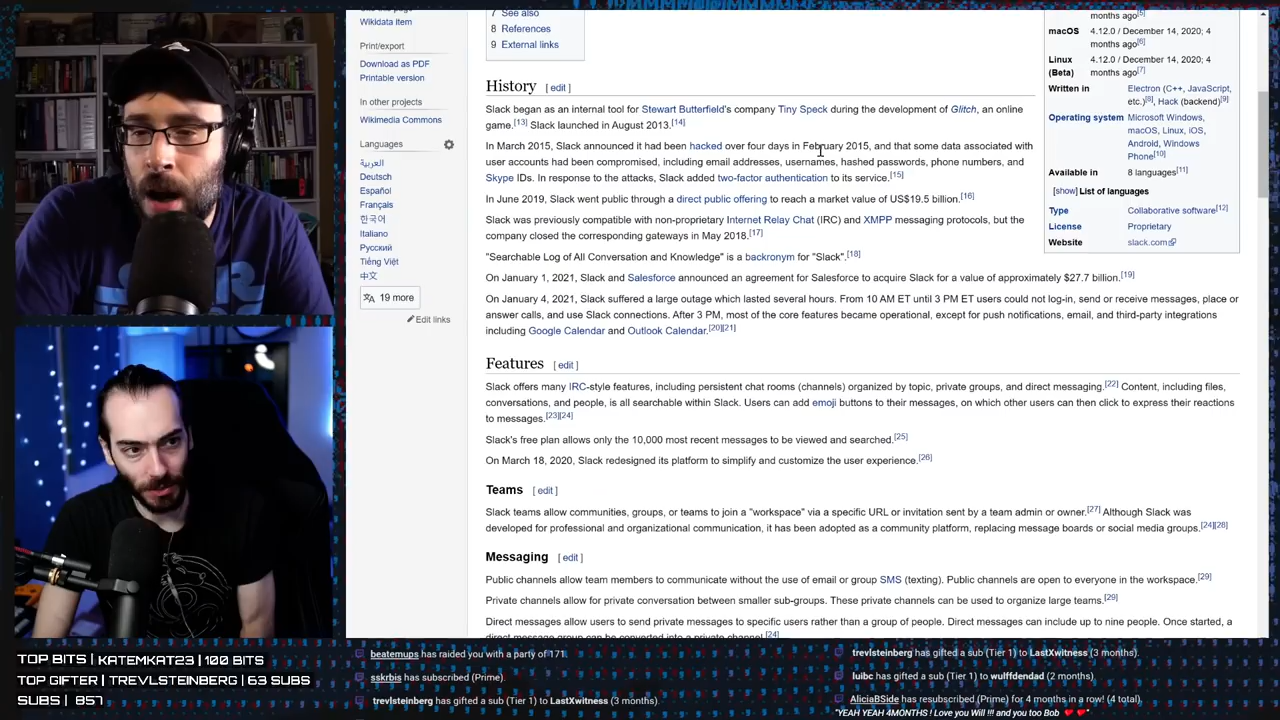 Wikidata item
Print/export
Download as PDF
Printable version
In other projects
Wikimedia Commons
Languages
العربية
Deutsch
Español
Français
한국어
Italiano
Русский
Tiếng Việt
中文
19 more
Edit links
7 See also
8 References
9 External links
History [ edit ]
Slack began as an internal tool for Stewart Butterfield's company Tiny Speck during the development of Glitch, an online
game.[13] Slack launched in August 2013.[14]
In March 2015, Slack announced it had been hacked over four days in February 2015, and that some data associated with
user accounts had been compromised, including email addresses, usernames, hashed passwords, phone numbers, and
Skype IDs. In response to the attacks, Slack added two-factor authentication to its service.[15]
In June 2019, Slack went public through a direct public offering to reach a market value of US$19.5 billion.[16]
Slack was previously compatible with non-proprietary Internet Relay Chat (IRC) and XMPP messaging protocols, but the
company closed the corresponding gateways in May 2018.[17]
"Searchable Log of All Conversation and Knowledge" is a backronym for "Slack".[18]
On January 1, 2021, Slack and Salesforce announced an agreement for Salesforce to acquire Slack for a value of approximately $27.7 billion.[19]
On January 4, 2021, Slack suffered a large outage which lasted several hours. From 10 AM ET until 3 PM ET users could not log-in, send or receive messages, place or
answer calls, and use Slack connections. After 3 PM, most of the core features became operational, except for push notifications, email, and third-party integrations
including Google Calendar and Outlook Calendar.[20][21]
Features [ edit ]
Slack offers many IRC-style features, including persistent chat rooms (channels) organized by topic, private groups, and direct messaging.[22] Content, including files,
conversations, and people, is all searchable within Slack. Users can add emoji buttons to their messages, on which other users can then click to express their reactions
to messages.[23][24]
Slack's free plan allows only the 10,000 most recent messages to be viewed and searched.[25]
On March 18, 2020, Slack redesigned its platform to simplify and customize the user experience.[26]
Teams [ edit ]
Slack teams allow communities, groups, or teams to join a "workspace" via a specific URL or invitation sent by a team admin or owner.[27] Although Slack was
developed for professional and organizational communication, it has been adopted as a community platform, replacing message boards or social media groups.[24][28]
Messaging [ edit ]
Public channels allow team members to communicate without the use of email or group SMS (texting). Public channels are open to everyone in the workspace.[29]
Private channels allow for private conversation between smaller sub-groups. These private channels can be used to organize large teams.[29]
Direct messages allow users to send private messages to specific users rather than a group of people. Direct messages can include up to nine people. Once started, a
direct message group can be converted into a private channel.[24]
months ago[5]
macOS 4.12.0 / December 14, 2020; 4
months ago[6]
Linux 4.12.0 / December 14, 2020; 4
(Beta) months ago[7]
Written in Electron (C++, JavaScript,
etc.)[8], Hack (backend)[9]
Operating system Microsoft Windows,
macOS, Linux, iOS,
Android, Windows
Phone[10]
Available in 8 languages[11]
[show] List of languages
Type Collaborative software[12]
License Proprietary
Website slack.com
TOP BITS | KATEMKAT23 | 100 BITS
TOP GIFTER | TREVLSTEINBERG | 63 SUBS
SUBS | 857
beatemups has raided you with a party of 171.
sskrbis has subscribed (Prime).
trevlsteinberg has gifted a sub (Tier 1) to LastXwitness (3 months).
trevlsteinberg has gifted a sub (Tier 1) to LastXwitness (3 months).
luibc has gifted a sub (Tier 1) to wulffdendad (2 months).
AliciaBSide has resubscribed (Prime) for 4 months in a row! (4 total).
"YEAH YEAH 4MONTHS ! Love you Will !!! and you too Bob ❤❤"